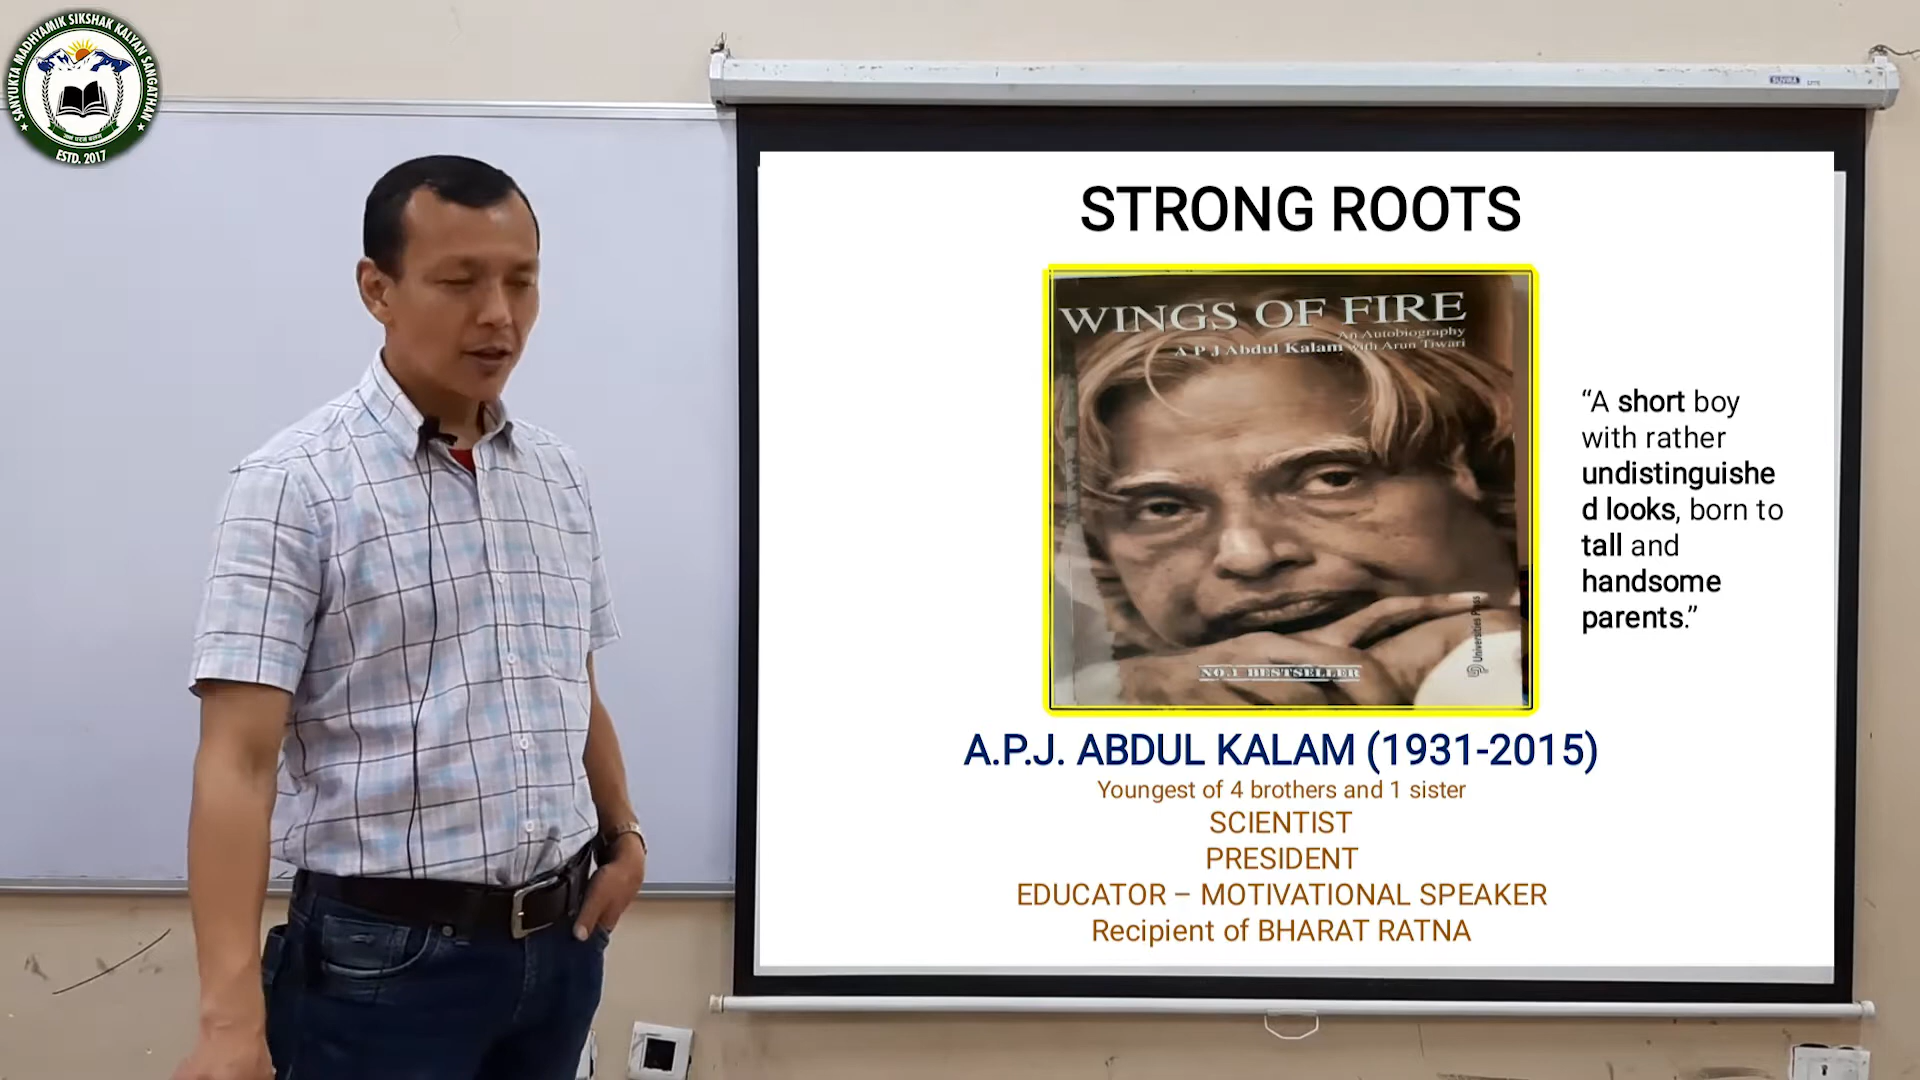 SANYUKTA MADHYAMIK SIKSHAK KALYAN SANGATHAN
ESTD. 2017
STRONG ROOTS
WINGS OF FIRE
An Autobiography
A P J Abdul Kalam with Arun Tiwari
NO.1 BESTSELLER
Universities Press
“A short boy
with rather
undistinguishe
d looks, born to
tall and
handsome
parents.”
A.P.J. ABDUL KALAM (1931-2015)
Youngest of 4 brothers and 1 sister
SCIENTIST
PRESIDENT
EDUCATOR – MOTIVATIONAL SPEAKER
Recipient of BHARAT RATNA